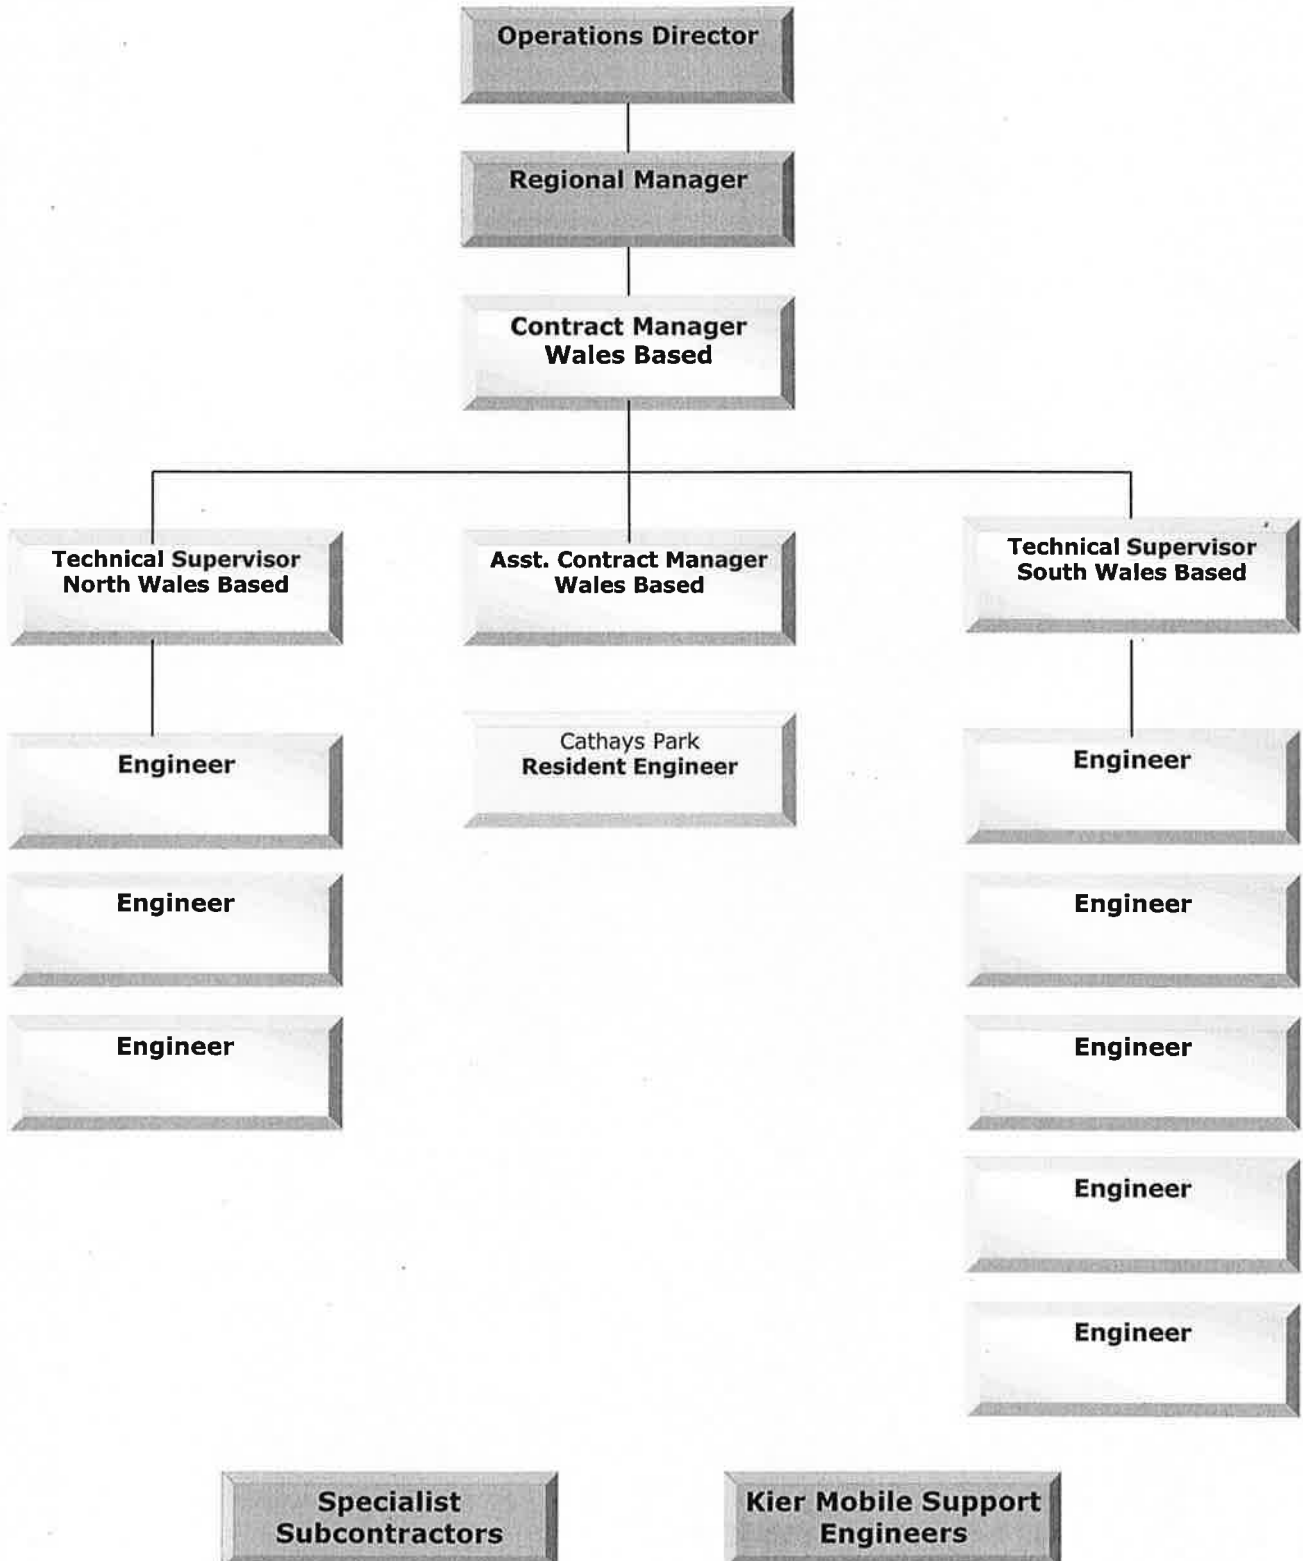 Operations Director
Regional Manager
Contract Manager
Wales Based
Technical Supervisor
North Wales Based
Asst. Contract Manager
Wales Based
Technical Supervisor
South Wales Based
Cathays Park
Resident Engineer
Engineer
Engineer
Engineer
Engineer
Engineer
Engineer
Engineer
Engineer
Specialist
Subcontractors
Kier Mobile Support
Engineers